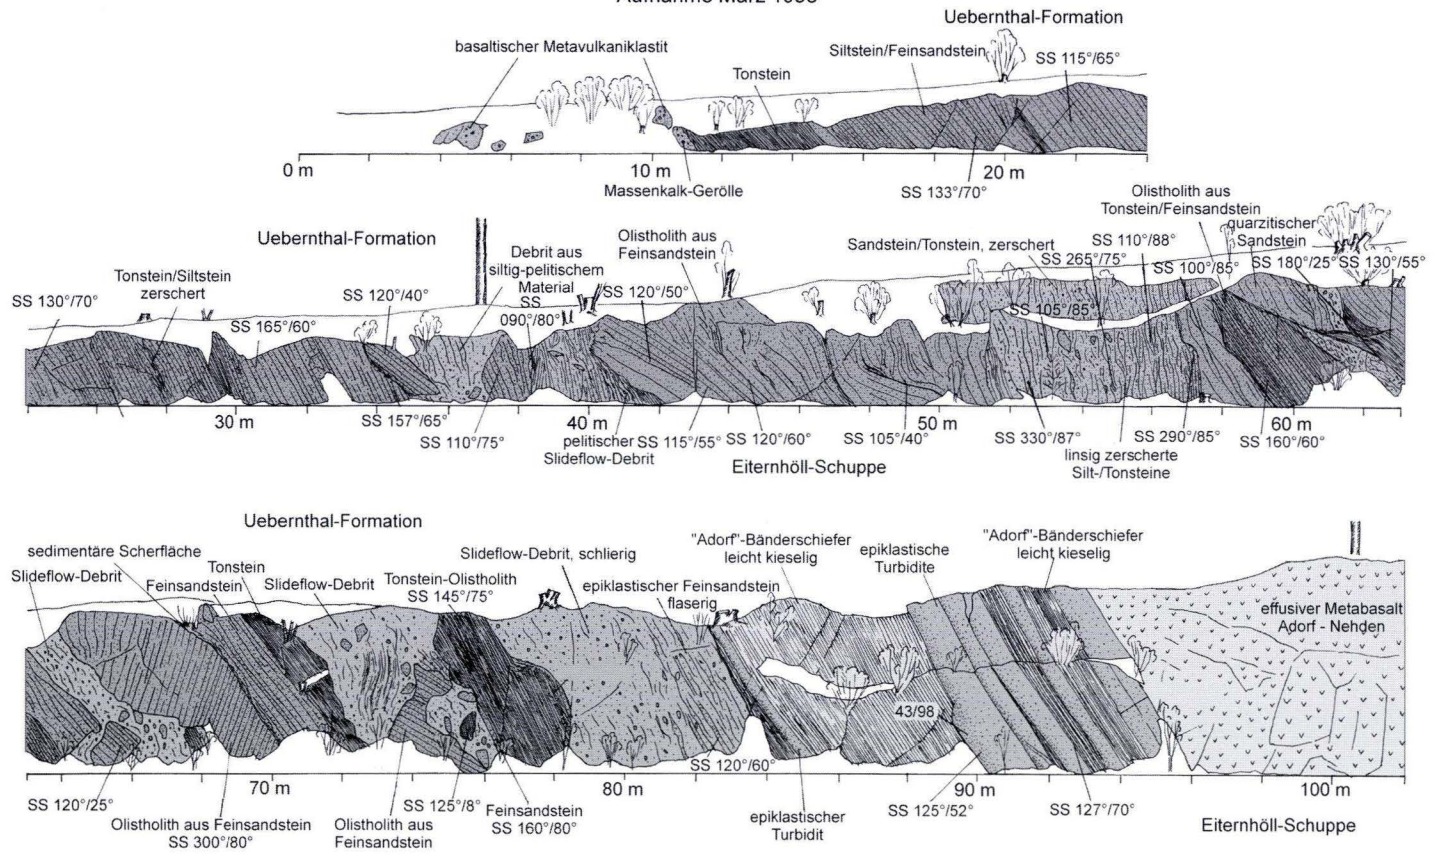 Uebernthal-Formation
basaltischer Metavulkaniklastit
Siltstein/Feinsandstein
SS 115°/65°
Tonstein
0 m
10 m
20 m
Massenkalk-Gerölle
SS 133°/70°
Olistholith aus
Tonstein/Feinsandstein
quarzitischer
Sandstein
Uebernthal-Formation
Debrit aus
siltig-pelitischem
Material
Olistholith aus
Feinsandstein
Sandstein/Tonstein, zerschert
SS 110°/88°
SS 265°/75°
SS 100°/85°
SS 180°/25°
SS 130°/55°
Tonstein/Siltstein
zerschert
SS 130°/70°
SS 120°/40°
SS
090°/80°
SS 120°/50°
SS 165°/60°
SS 105°/85°
30 m
40 m
50 m
60 m
SS 157°/65°
SS 110°/75°
pelitischer
Slideflow-Debrit
SS 115°/55°
SS 120°/60°
SS 105°/40°
SS 330°/87°
SS 290°/85°
SS 160°/60°
linsig zerscherte
Silt-/Tonsteine
Eiternhöll-Schuppe
Uebernthal-Formation
sedimentäre Scherfläche
Slideflow-Debrit
Feinsandstein
Tonstein
Slideflow-Debrit
Tonstein-Olistholith
SS 145°/75°
Slideflow-Debrit, schlierig
epiklastischer Feinsandstein
flaserig
"Adorf"-Bänderschiefer
leicht kieselig
epiklastische
Turbidite
"Adorf"-Bänderschiefer
leicht kieselig
effusiver Metabasalt
Adorf - Nehden
43/98
SS 120°/60°
70 m
80 m
90 m
100 m
SS 120°/25°
Olistholith aus Feinsandstein
SS 300°/80°
Olistholith aus
Feinsandstein
SS 125°/8°
Feinsandstein
SS 160°/80°
epiklastischer
Turbidit
SS 125°/52°
SS 127°/70°
Eiternhöll-Schuppe